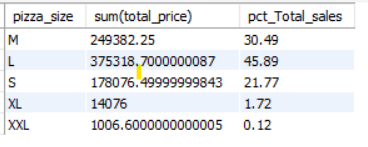 pizza_size sum(total_price) pct_Total_sales
M 249382.25 30.49
L 375318.7000000087 45.89
S 178076.49999999843 21.77
XL 14076 1.72
XXL 1006.6000000000005 0.12